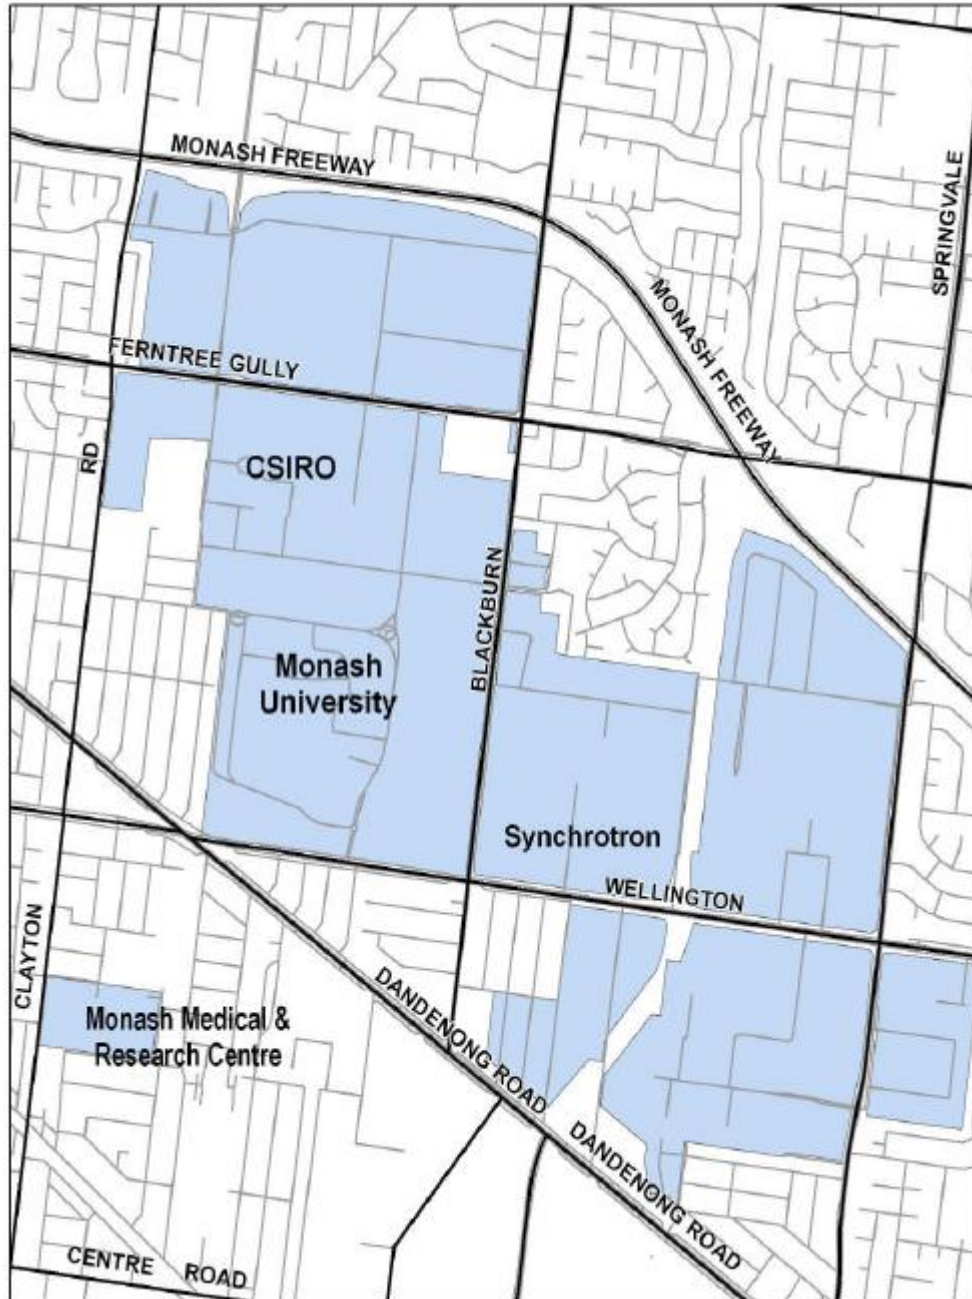 MONASH FREEWAY
SPRINGVALE
MONASH FREEWAY
FERNTREE GULLY
RD
CSIRO
BLACKBURN
Monash
University
Synchrotron
WELLINGTON
CLAYTON
DANDENONG ROAD
Monash Medical &
Research Centre
DANDENONG ROAD
CENTRE ROAD